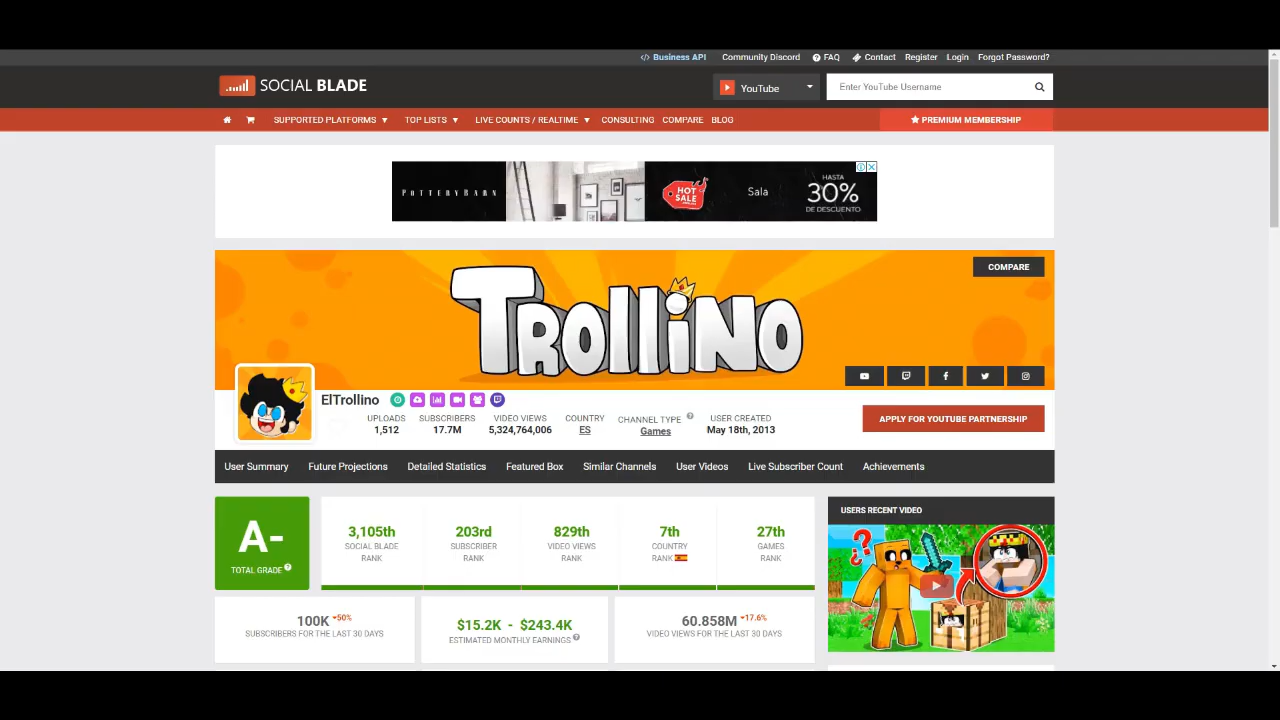 </> Business API Community Discord FAQ Contact Register Login Forgot Password?
SOCIAL BLADE YouTube Enter YouTube Username
SUPPORTED PLATFORMS TOP LISTS LIVE COUNTS / REALTIME CONSULTING COMPARE BLOG PREMIUM MEMBERSHIP
POTTERY BARN HOT SALE Sala HASTA
30%
DE DESCUENTO
COMPARE
TROLLINO
ElTrollino
UPLOADS SUBSCRIBERS VIDEO VIEWS COUNTRY CHANNEL TYPE USER CREATED
1,512 17.7M 5,324,764,006 ES Games May 18th, 2013
APPLY FOR YOUTUBE PARTNERSHIP
User Summary Future Projections Detailed Statistics Featured Box Similar Channels User Videos Live Subscriber Count Achievements
A-
TOTAL GRADE
3,105th 203rd 829th 7th 27th
SOCIAL BLADE SUBSCRIBER VIDEO VIEWS COUNTRY GAMES
RANK RANK RANK RANK RANK
USERS RECENT VIDEO
100K 50%
SUBSCRIBERS FOR THE LAST 30 DAYS
$15.2K - $243.4K
ESTIMATED MONTHLY EARNINGS
60.858M 17.6%
VIDEO VIEWS FOR THE LAST 30 DAYS
??